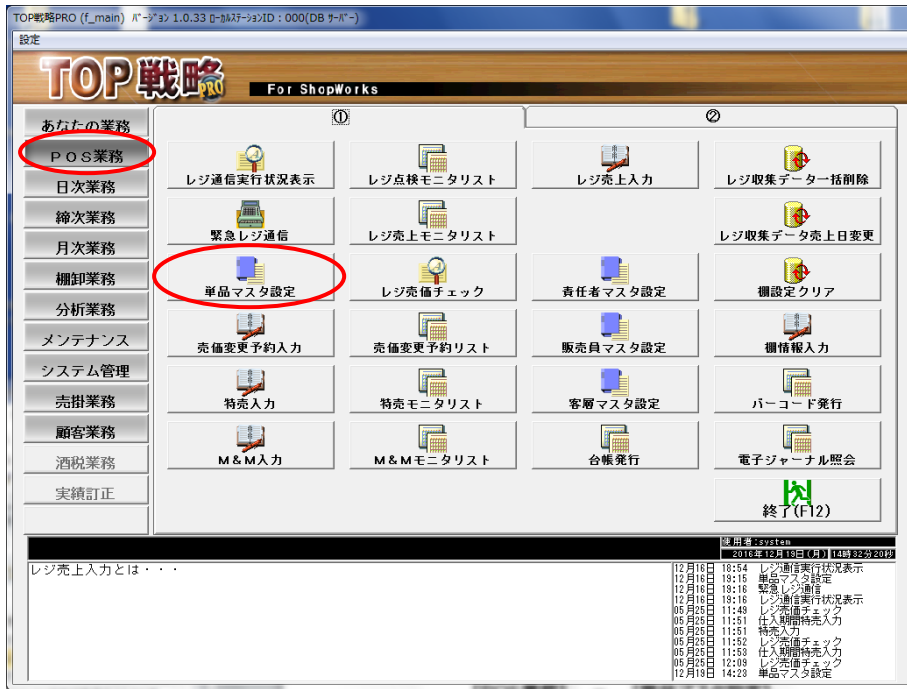 TOP戦略PRO (f_main) バージョン 1.0.33 ローカルステーションID : 000(DB サーバー)
設定
TOP戦略PRO For ShopWorks
① ②
あなたの業務
POS業務
日次業務
締次業務
月次業務
棚卸業務
分析業務
メンテナンス
システム管理
売掛業務
顧客業務
酒税業務
実績訂正
レジ通信実行状況表示 レジ点検モニタリスト レジ売上入力 レジ収集データ一括削除
緊急レジ通信 レジ売上モニタリスト レジ収集データ売上日変更
単品マスタ設定 レジ売価チェック 責任者マスタ設定 棚設定クリア
売価変更予約入力 売価変更予約リスト 販売員マスタ設定 棚情報入力
特売入力 特売モニタリスト 客層マスタ設定 バーコード発行
M&M入力 M&Mモニタリスト 台帳発行 電子ジャーナル照会
終了(F12)
使用者:system
2016年12月19日(月) 14時32分20秒
レジ売上入力とは・・・
12月16日 18:54 レジ通信実行状況表示
12月16日 19:15 単品マスタ設定
12月16日 19:16 緊急レジ通信
12月16日 19:16 レジ通信実行状況表示
05月25日 11:49 レジ売価チェック
05月25日 11:51 仕入期間特売入力
05月25日 11:51 特売入力
05月25日 11:52 レジ売価チェック
05月25日 11:53 仕入期間特売入力
05月25日 12:09 レジ売価チェック
12月19日 14:23 単品マスタ設定